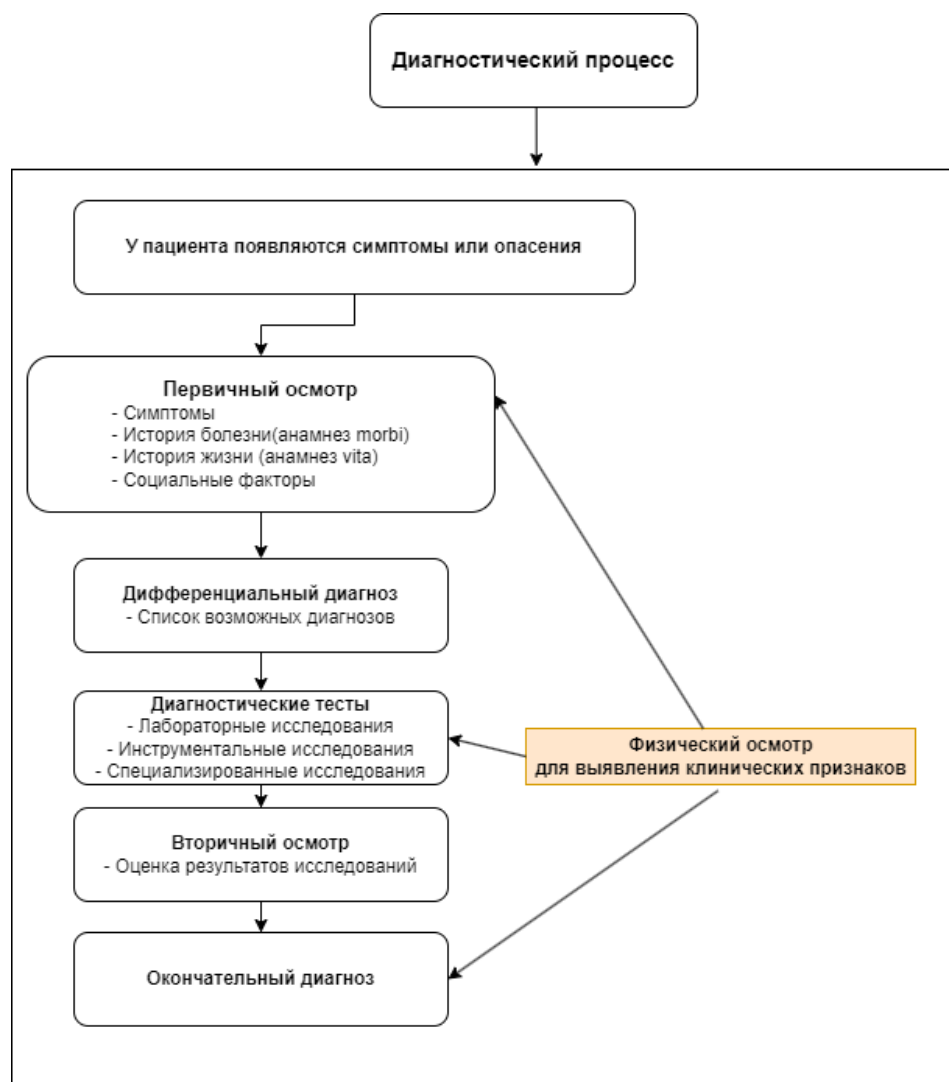 Диагностический процесс
У пациента появляются симптомы или опасения
Первичный осмотр
- Симптомы
- История болезни(анамнез morbi)
- История жизни (анамнез vita)
- Социальные факторы
Дифференциальный диагноз
- Список возможных диагнозов
Диагностические тесты
- Лабораторные исследования
- Инструментальные исследования
- Специализированные исследования
Физический осмотр
для выявления клинических признаков
Вторичный осмотр
- Оценка результатов исследований
Окончательный диагноз